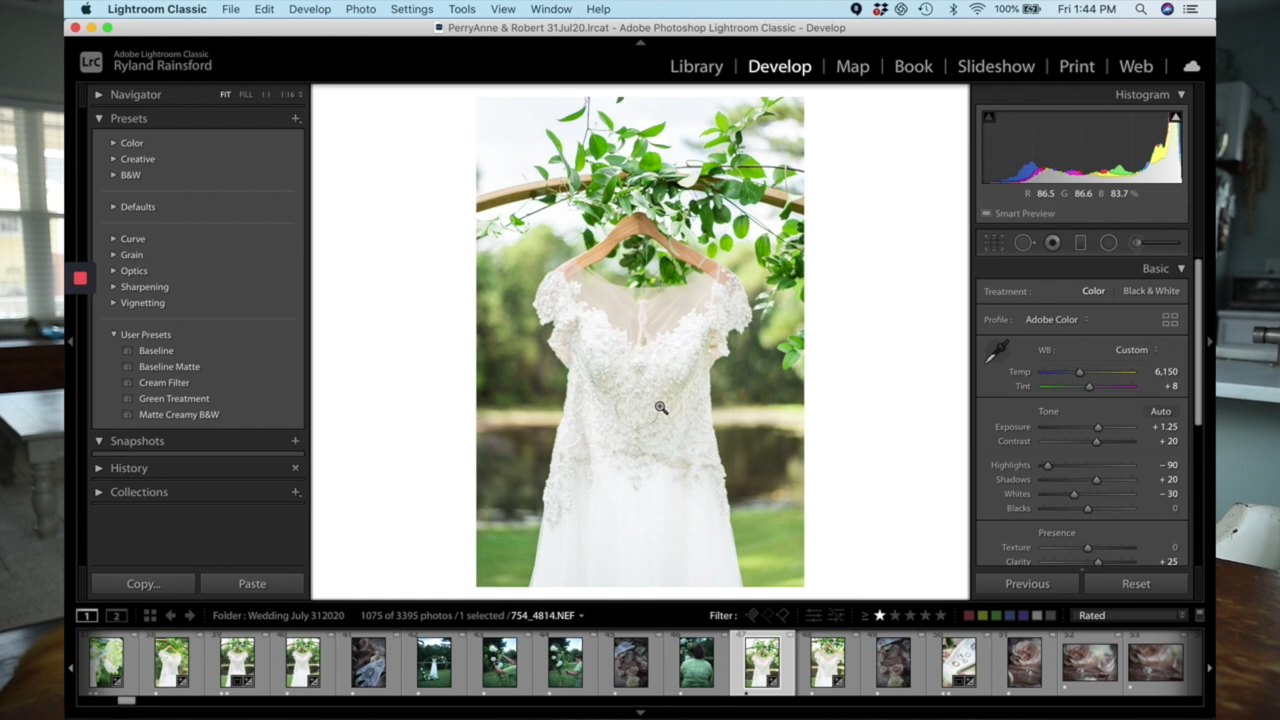 Lightroom Classic File Edit Develop Photo Settings Tools View Window Help 100% Fri 1:44 PM
PerryAnne & Robert 31Jul20.lrcat - Adobe Photoshop Lightroom Classic - Develop
LrC Adobe Lightroom Classic
Ryland Rainsford
Library | Develop | Map | Book | Slideshow | Print | Web |
Navigator FIT FILL 1:1 1:16
Presets
Color
Creative
B&W
Defaults
Curve
Grain
Optics
Sharpening
Vignetting
User Presets
Baseline
Baseline Matte
Cream Filter
Green Treatment
Matte Creamy B&W
Snapshots
History
Collections
Copy... Paste
Histogram
R 86.5 G 86.6 B 83.7 %
Smart Preview
Basic
Treatment : Color Black & White
Profile : Adobe Color
WB : Custom
Temp 6,150
Tint + 8
Tone Auto
Exposure + 1.25
Contrast + 20
Highlights − 90
Shadows + 20
Whites − 30
Blacks 0
Presence
Texture 0
Clarity + 25
Previous Reset
1 2 Folder : Wedding July 312020 1075 of 3395 photos /1 selected /754_4814.NEF Filter : ≥ Rated